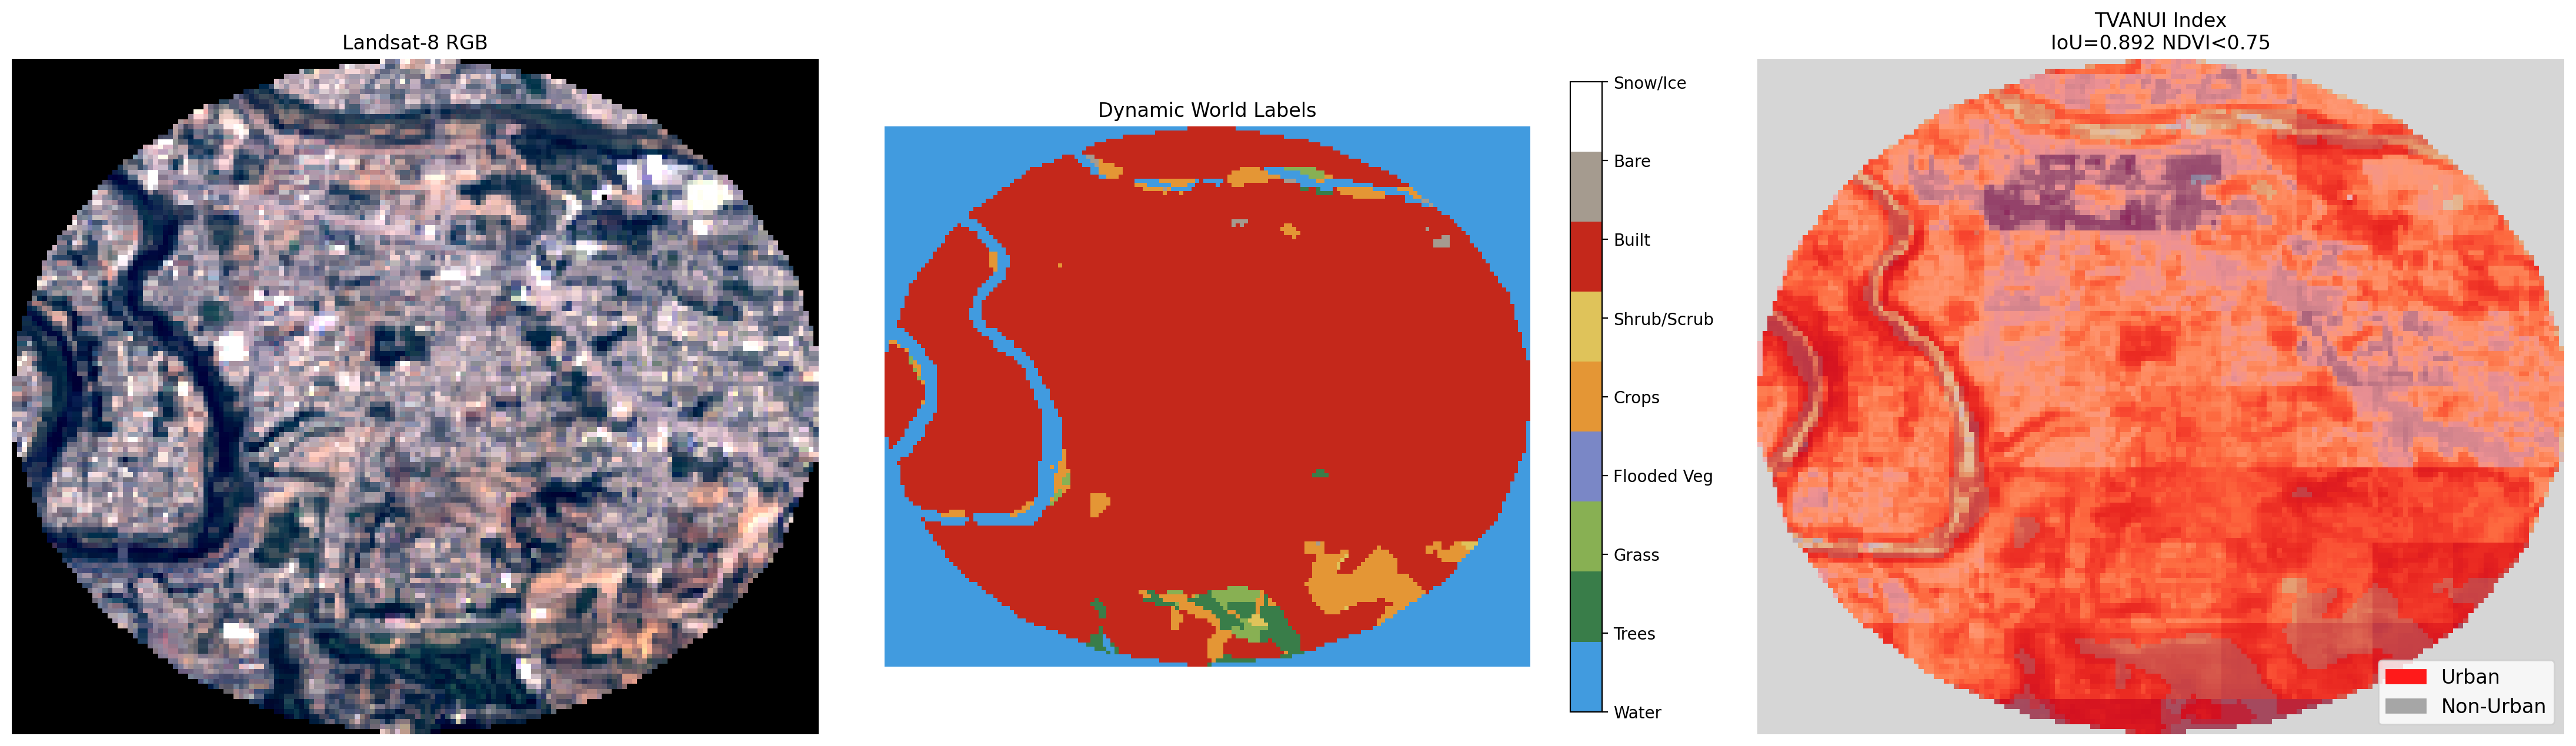 Landsat-8 RGB
Dynamic World Labels
Snow/Ice
Bare
Built
Shrub/Scrub
Crops
Flooded Veg
Grass
Trees
Water
TVANUI Index
IoU=0.892 NDVI<0.75
Urban
Non-Urban